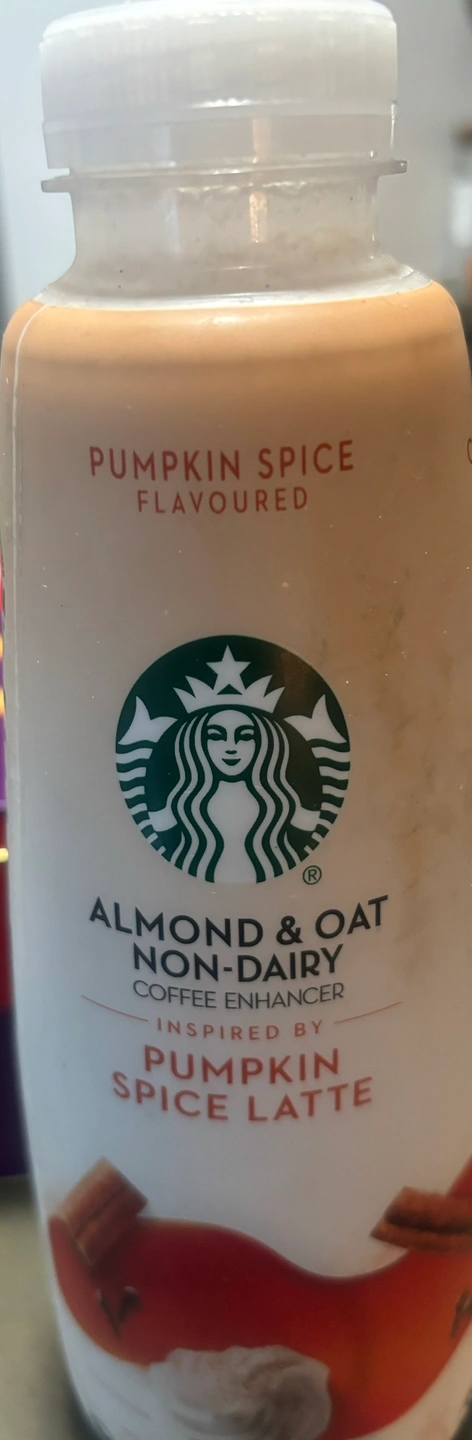 PUMPKIN SPICE
FLAVOURED
®
ALMOND & OAT
NON-DAIRY
COFFEE ENHANCER
INSPIRED BY
PUMPKIN
SPICE LATTE